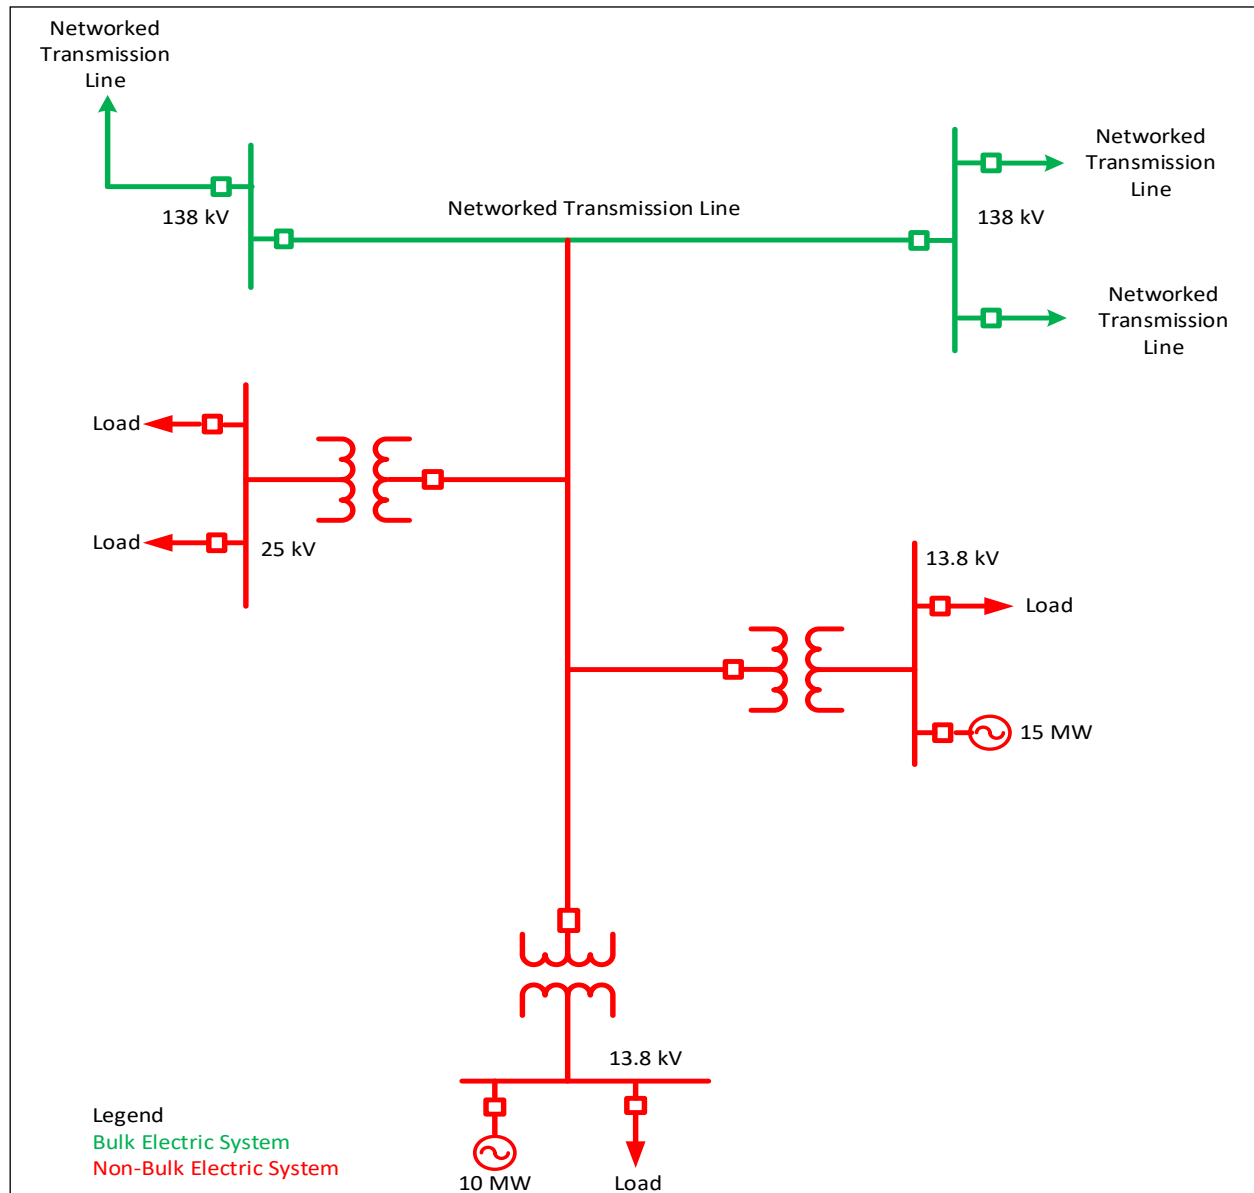 Networked
Transmission
Line
138 kV
Networked Transmission Line
Networked
Transmission
Line
138 kV
Networked
Transmission
Line
Load
Load
25 kV
13.8 kV
Load
15 MW
13.8 kV
10 MW
Load
Legend
Bulk Electric System
Non-Bulk Electric System